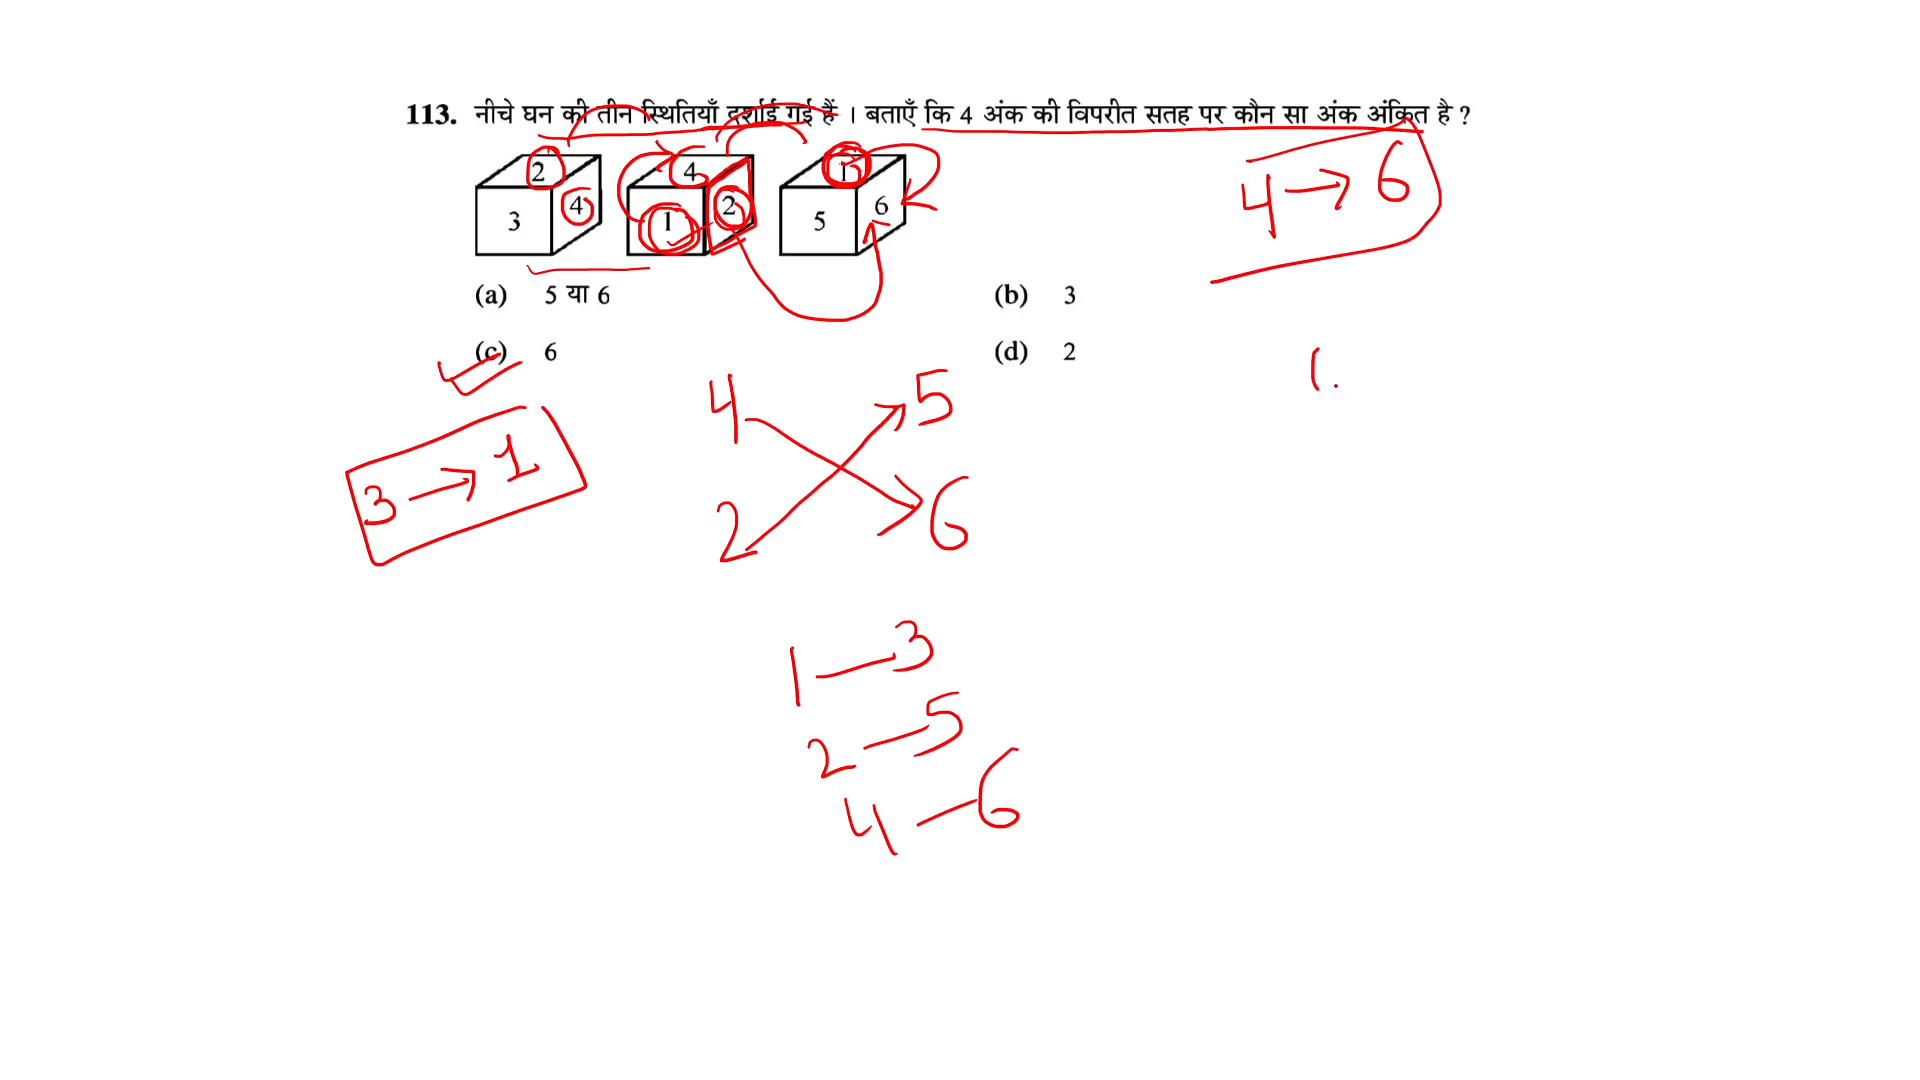 113. नीचे घन की तीन स्थितियाँ दर्शाई गई हैं । बताएँ कि 4 अंक की विपरीत सतह पर कौन सा अंक अंकित है ?
2 4 1
3 4 1 2 5 6
4 → 6
(a) 5 या 6 (b) 3
(c) 6 (d) 2
4 5
3 → 1
2 6
1 — 3
2 — 5
4 — 6